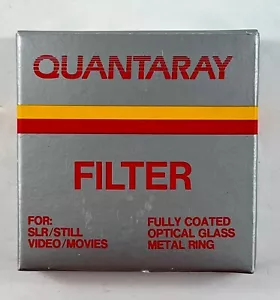 QUANTARAY
FILTER
FOR:
SLR/STILL
VIDEO/MOVIES
FULLY COATED
OPTICAL GLASS
METAL RING